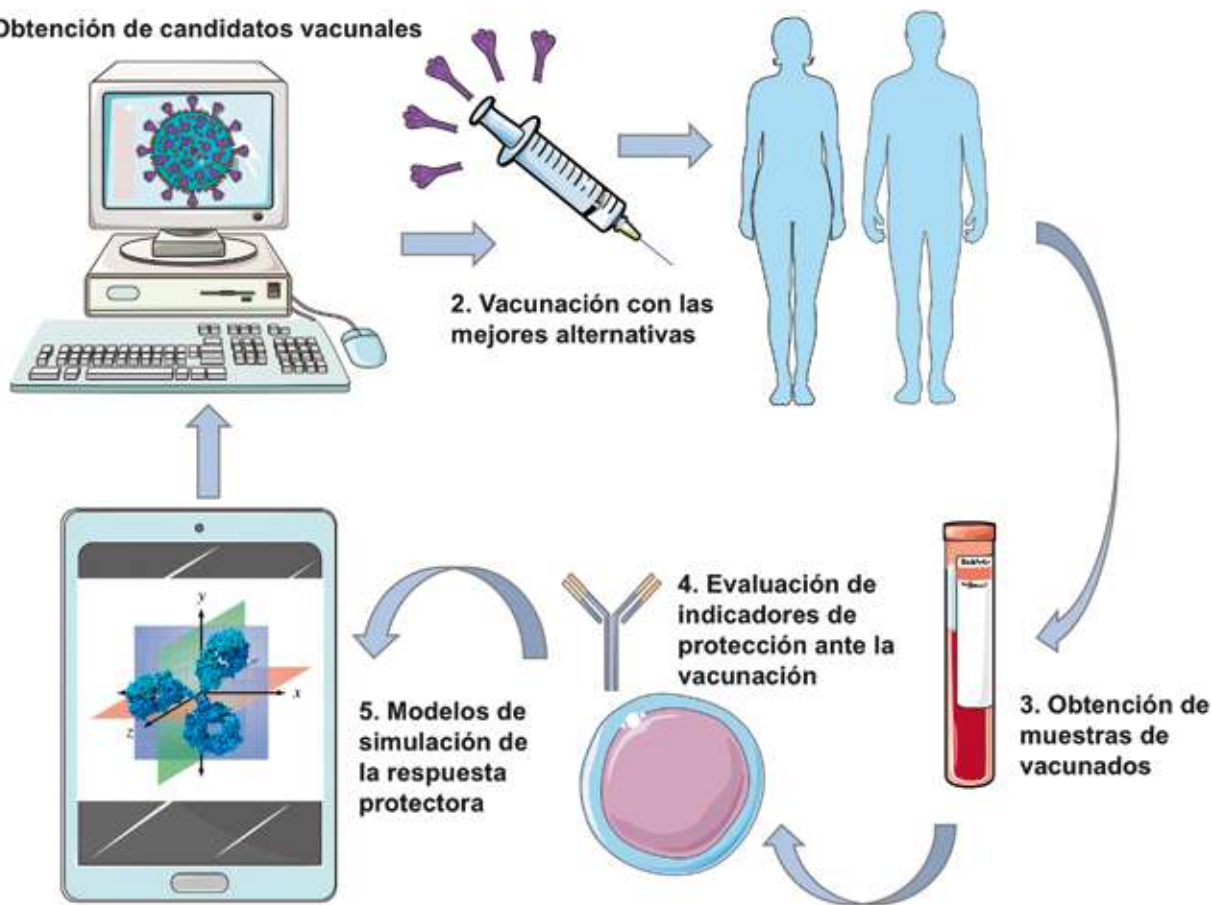 Obtención de candidatos vacunales
2. Vacunación con las
mejores alternativas
3. Obtención de
muestras de
vacunados
4. Evaluación de
indicadores de
protección ante la
vacunación
5. Modelos de
simulación de
la respuesta
protectora
y
x
z